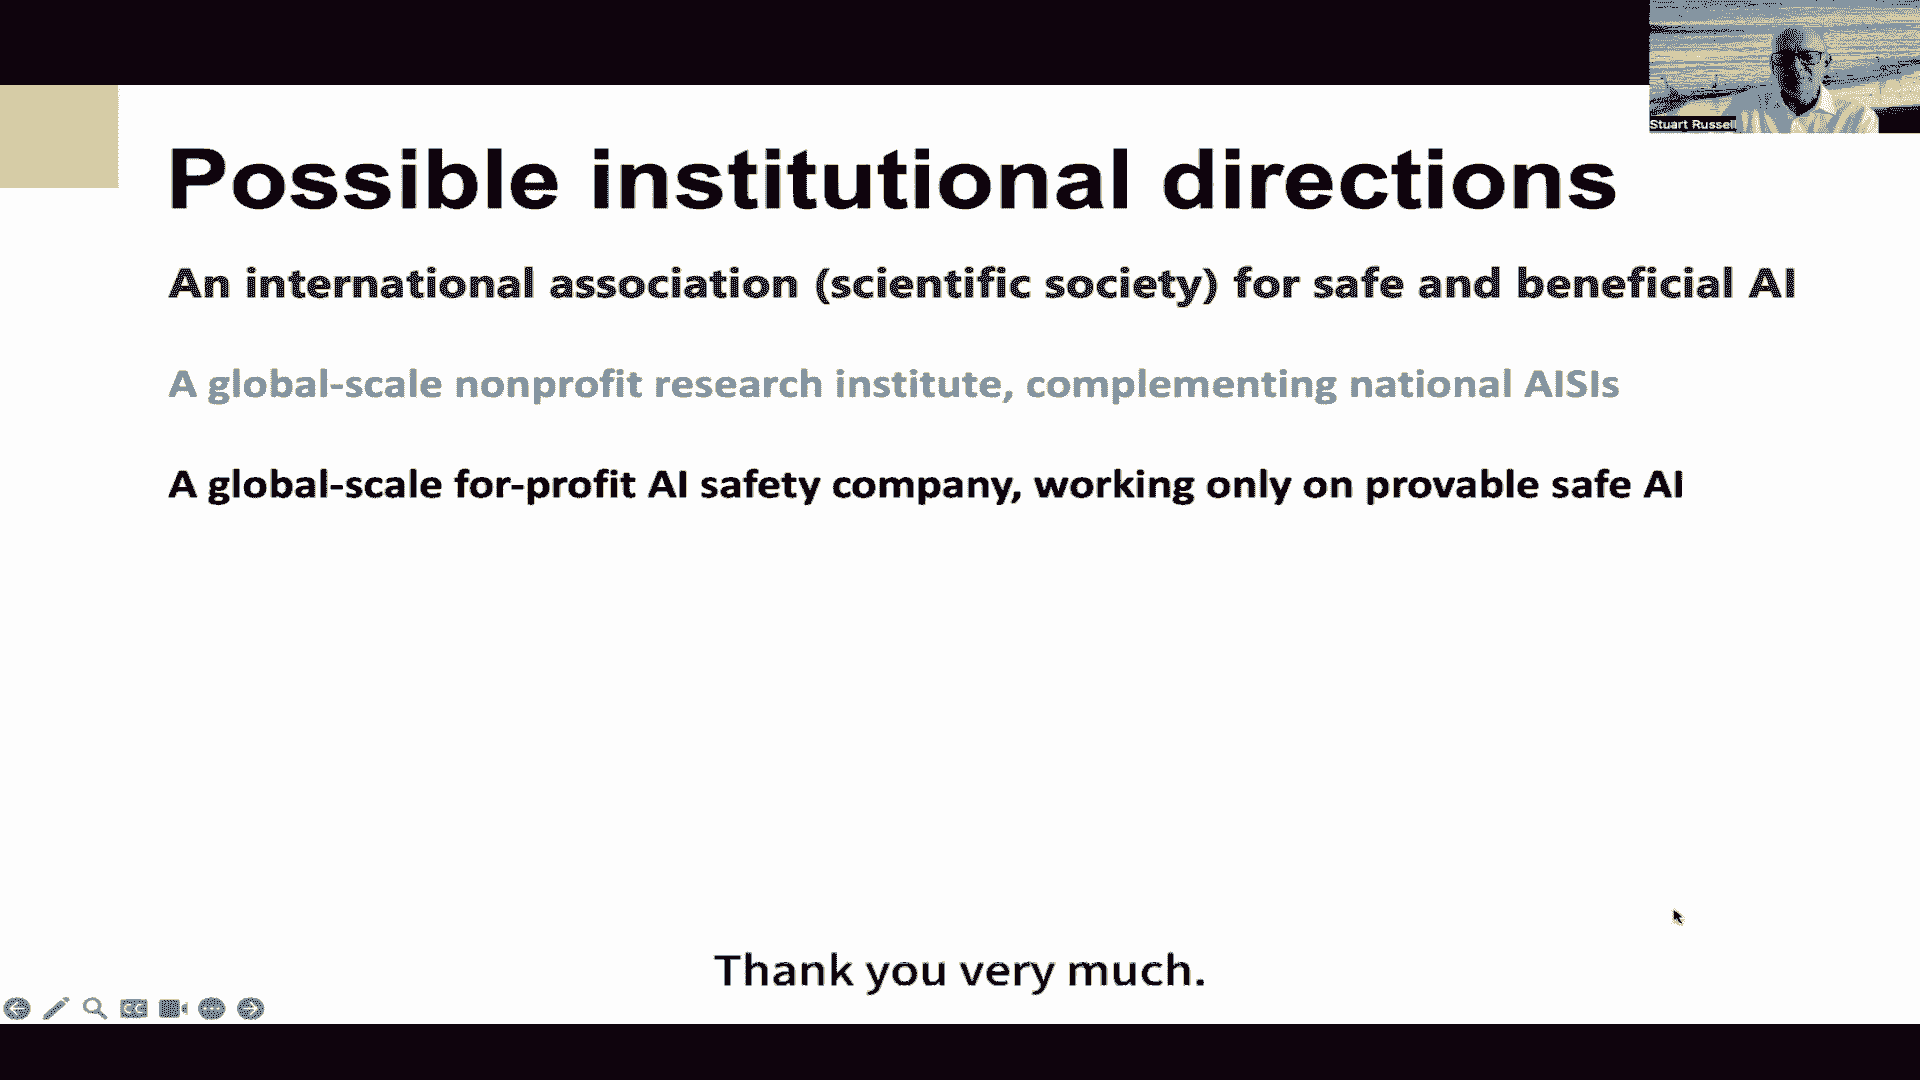 Stuart Russell
Possible institutional directions
An international association (scientific society) for safe and beneficial AI
A global-scale nonprofit research institute, complementing national AISIs
A global-scale for-profit AI safety company, working only on provable safe AI
Thank you very much.
CC